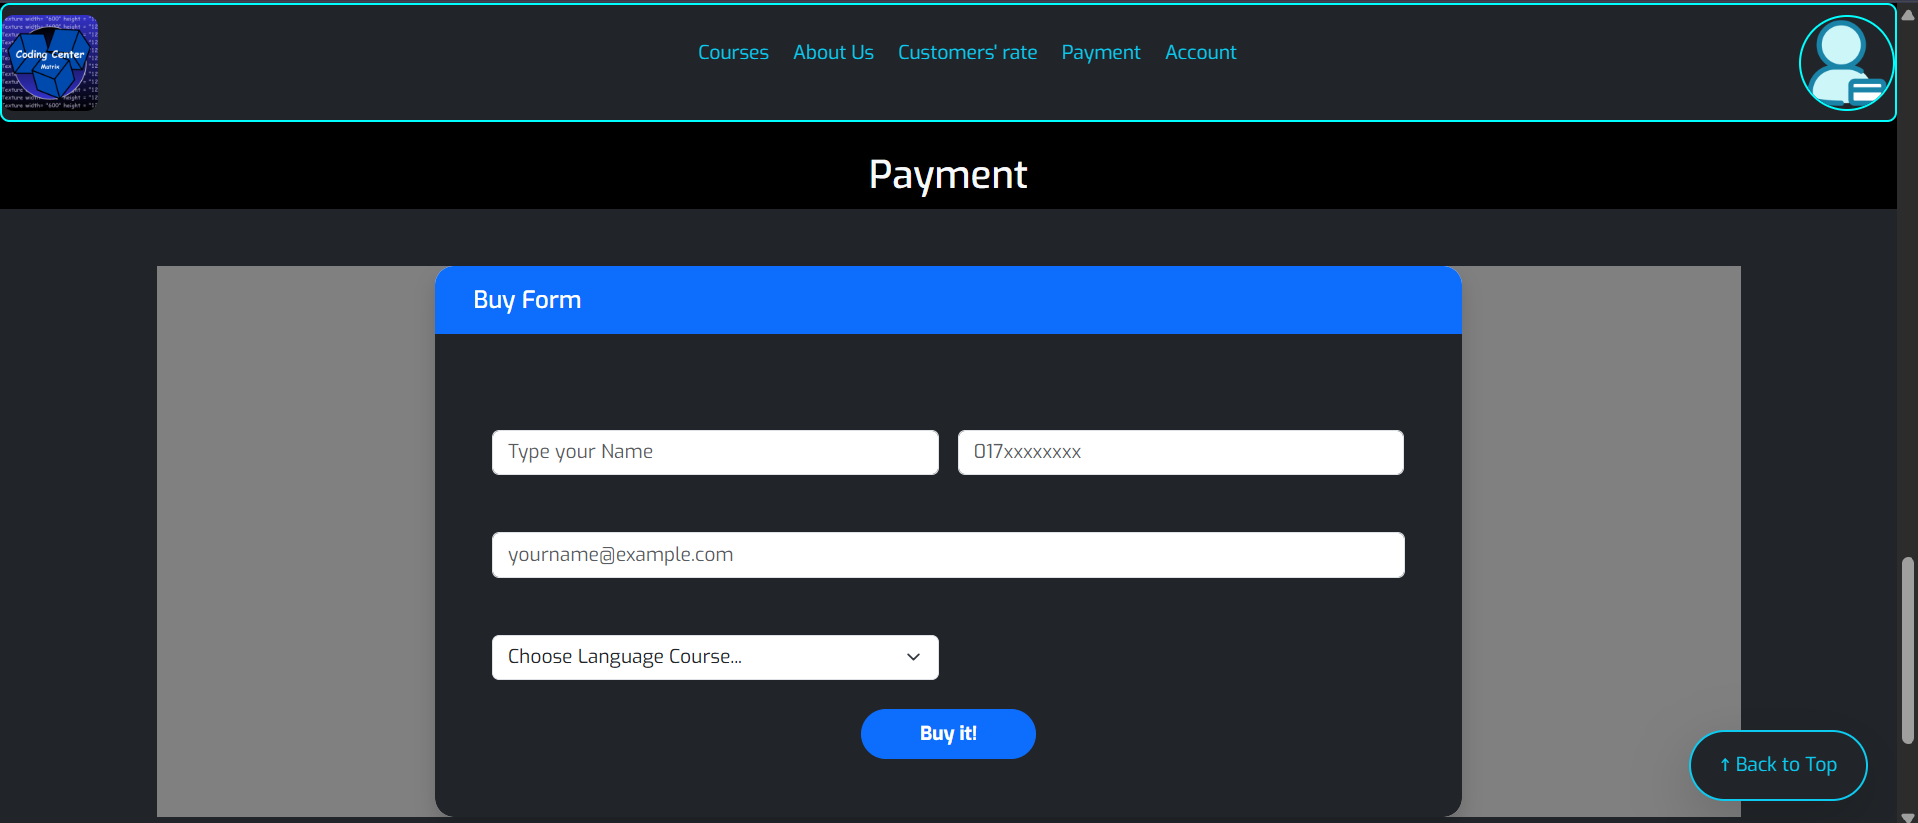 Coding Center
Matrix
Courses About Us Customers' rate Payment Account
Payment
Buy Form
Type your Name
017xxxxxxxx
yourname@example.com
Choose Language Course...
Buy it!
↑ Back to Top